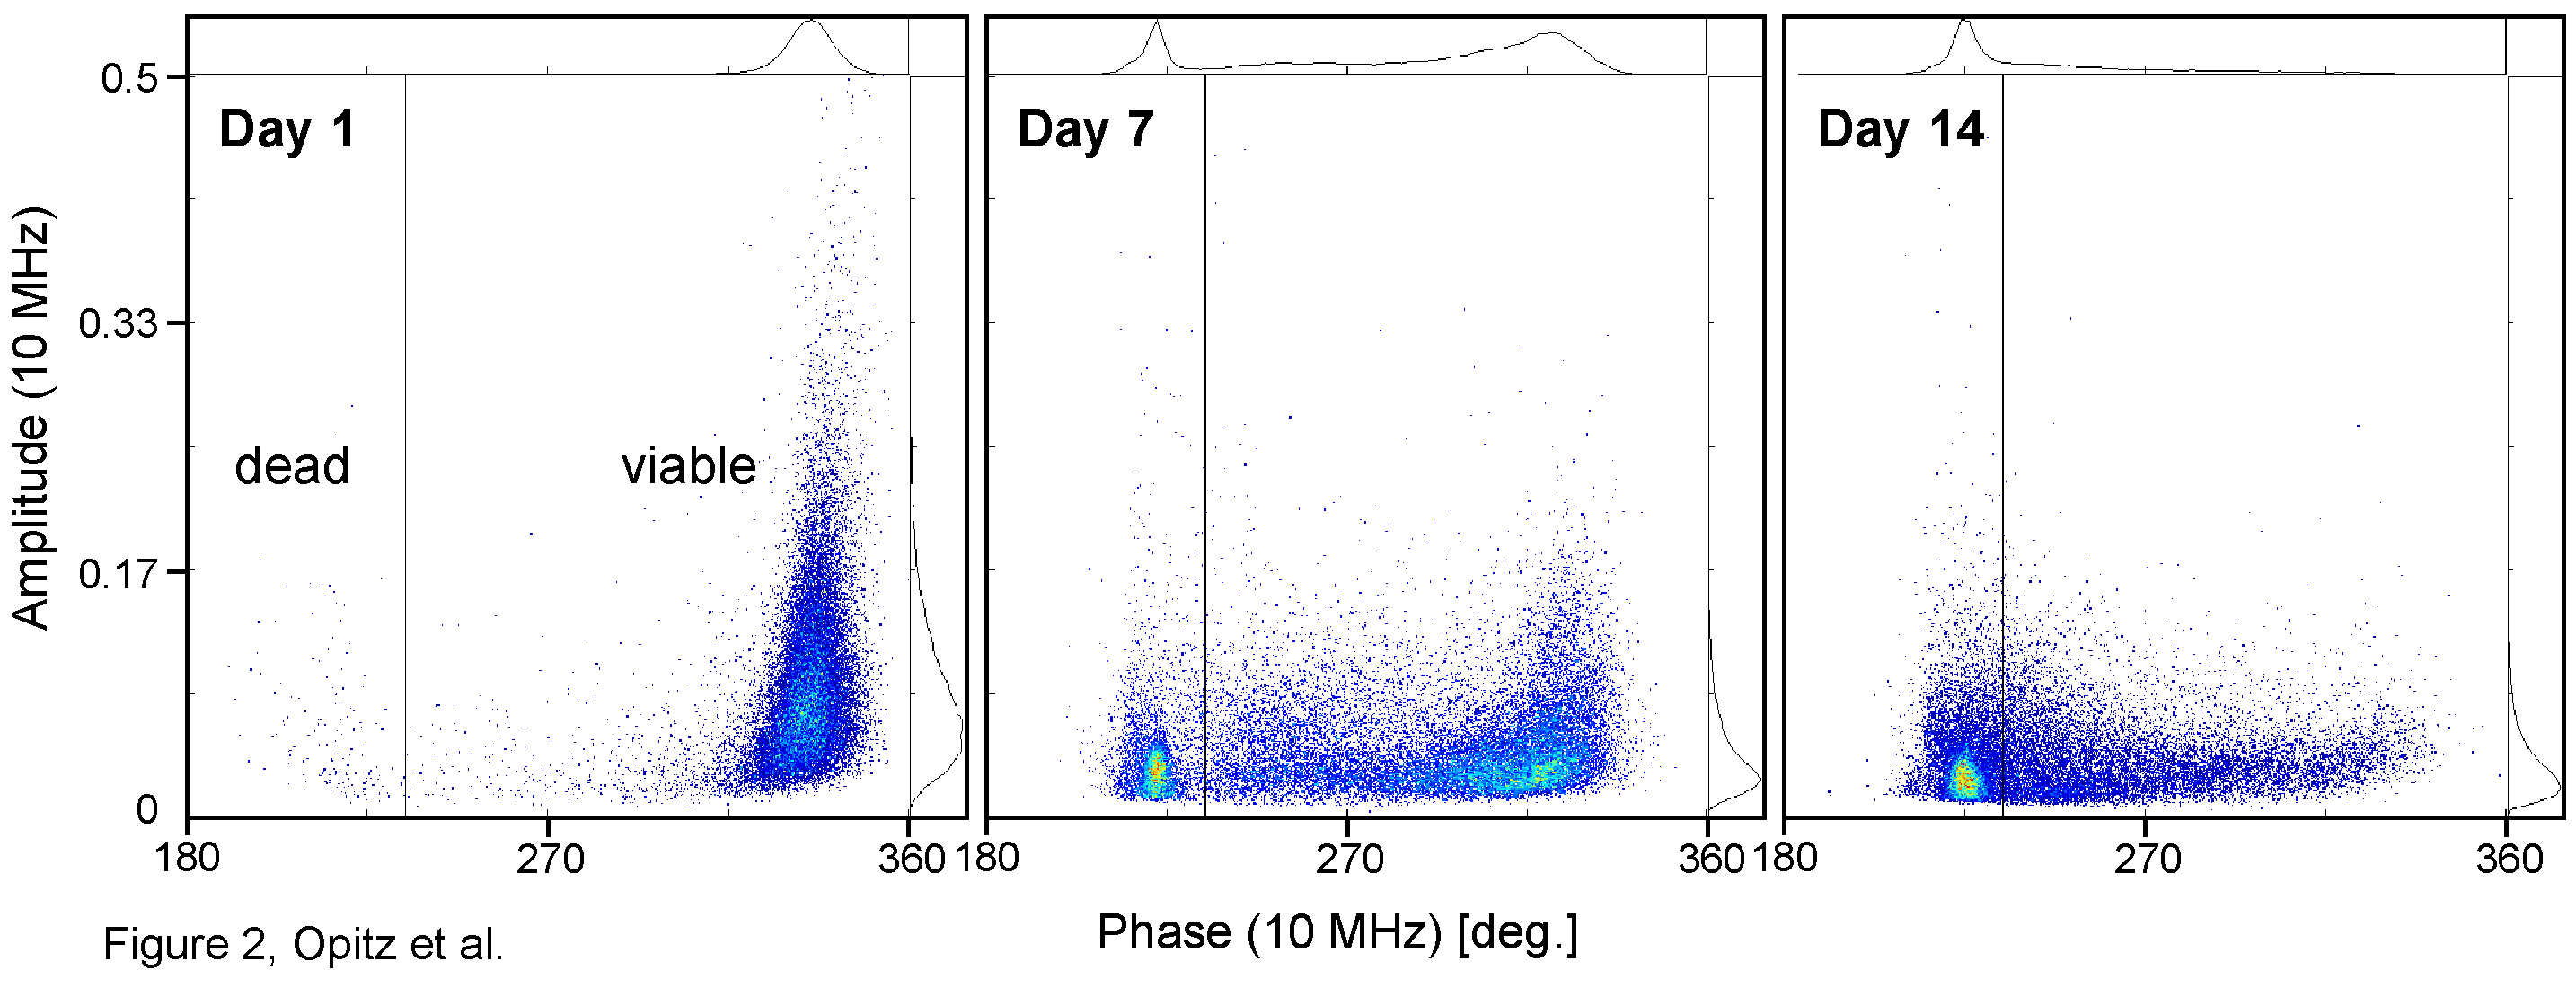 Day 1
Day 7
Day 14
dead
viable
Amplitude (10 MHz)
0.5
0.33
0.17
0
180
270
360
180
270
360
180
270
360
Phase (10 MHz) [deg.]
Figure 2, Opitz et al.